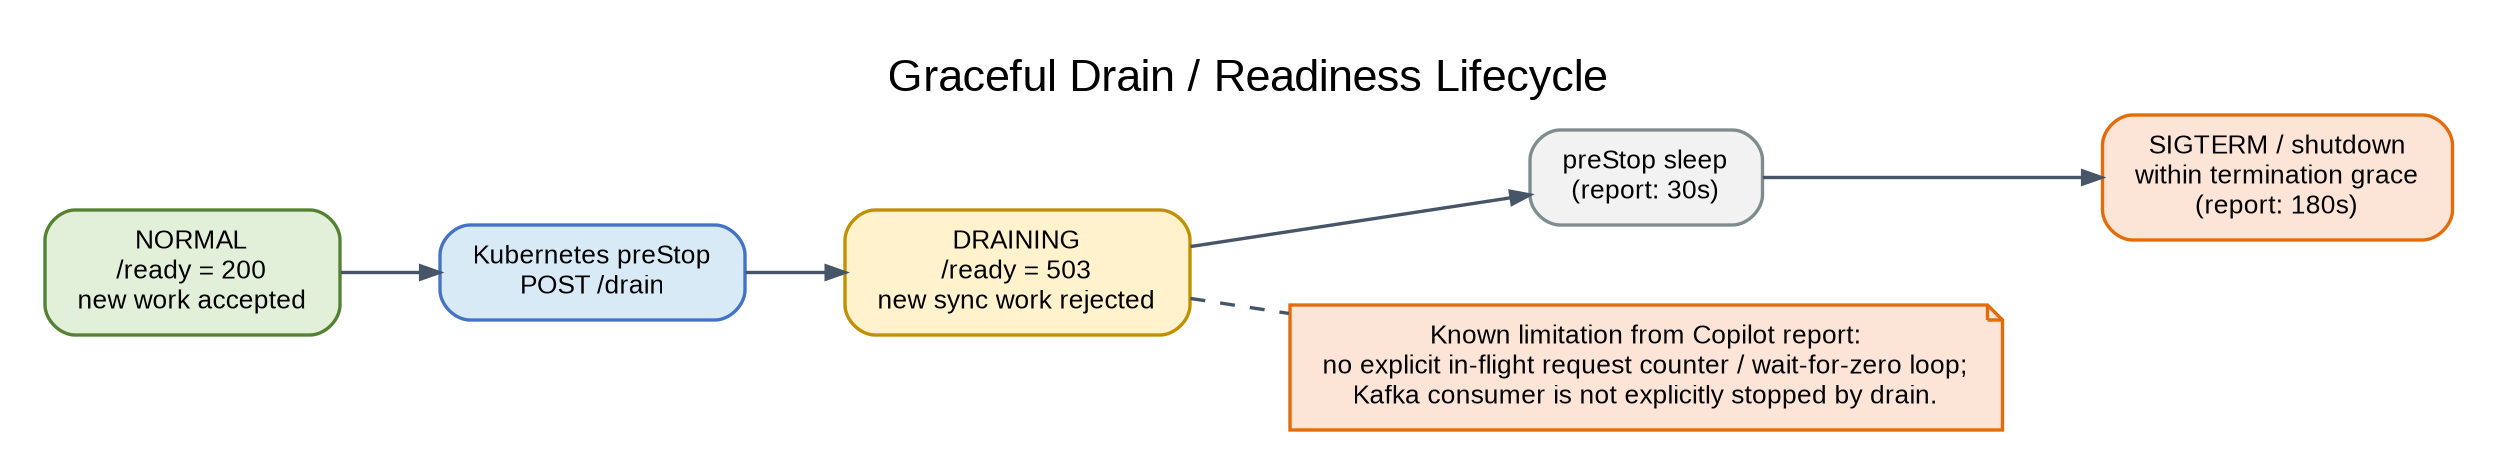 Graceful Drain / Readiness Lifecycle
NORMAL
/ready = 200
new work accepted
Kubernetes preStop
POST /drain
DRAINING
/ready = 503
new sync work rejected
preStop sleep
(report: 30s)
SIGTERM / shutdown
within termination grace
(report: 180s)
Known limitation from Copilot report:
no explicit in-flight request counter / wait-for-zero loop;
Kafka consumer is not explicitly stopped by drain.